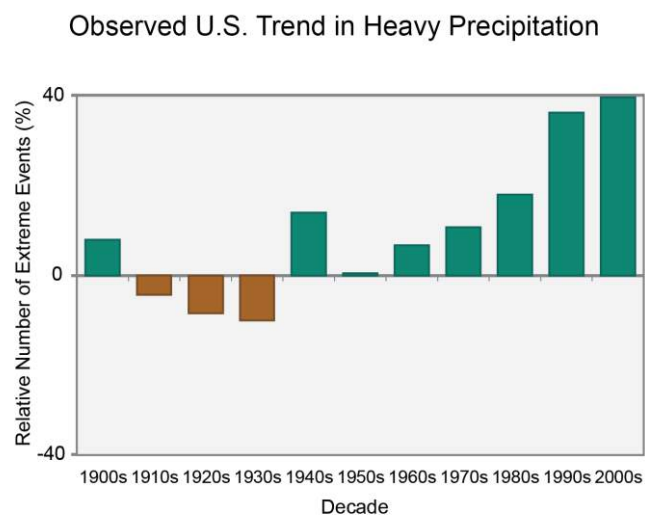 Observed U.S. Trend in Heavy Precipitation
Relative Number of Extreme Events (%)
40
0
-40
1900s 1910s 1920s 1930s 1940s 1950s 1960s 1970s 1980s 1990s 2000s
Decade